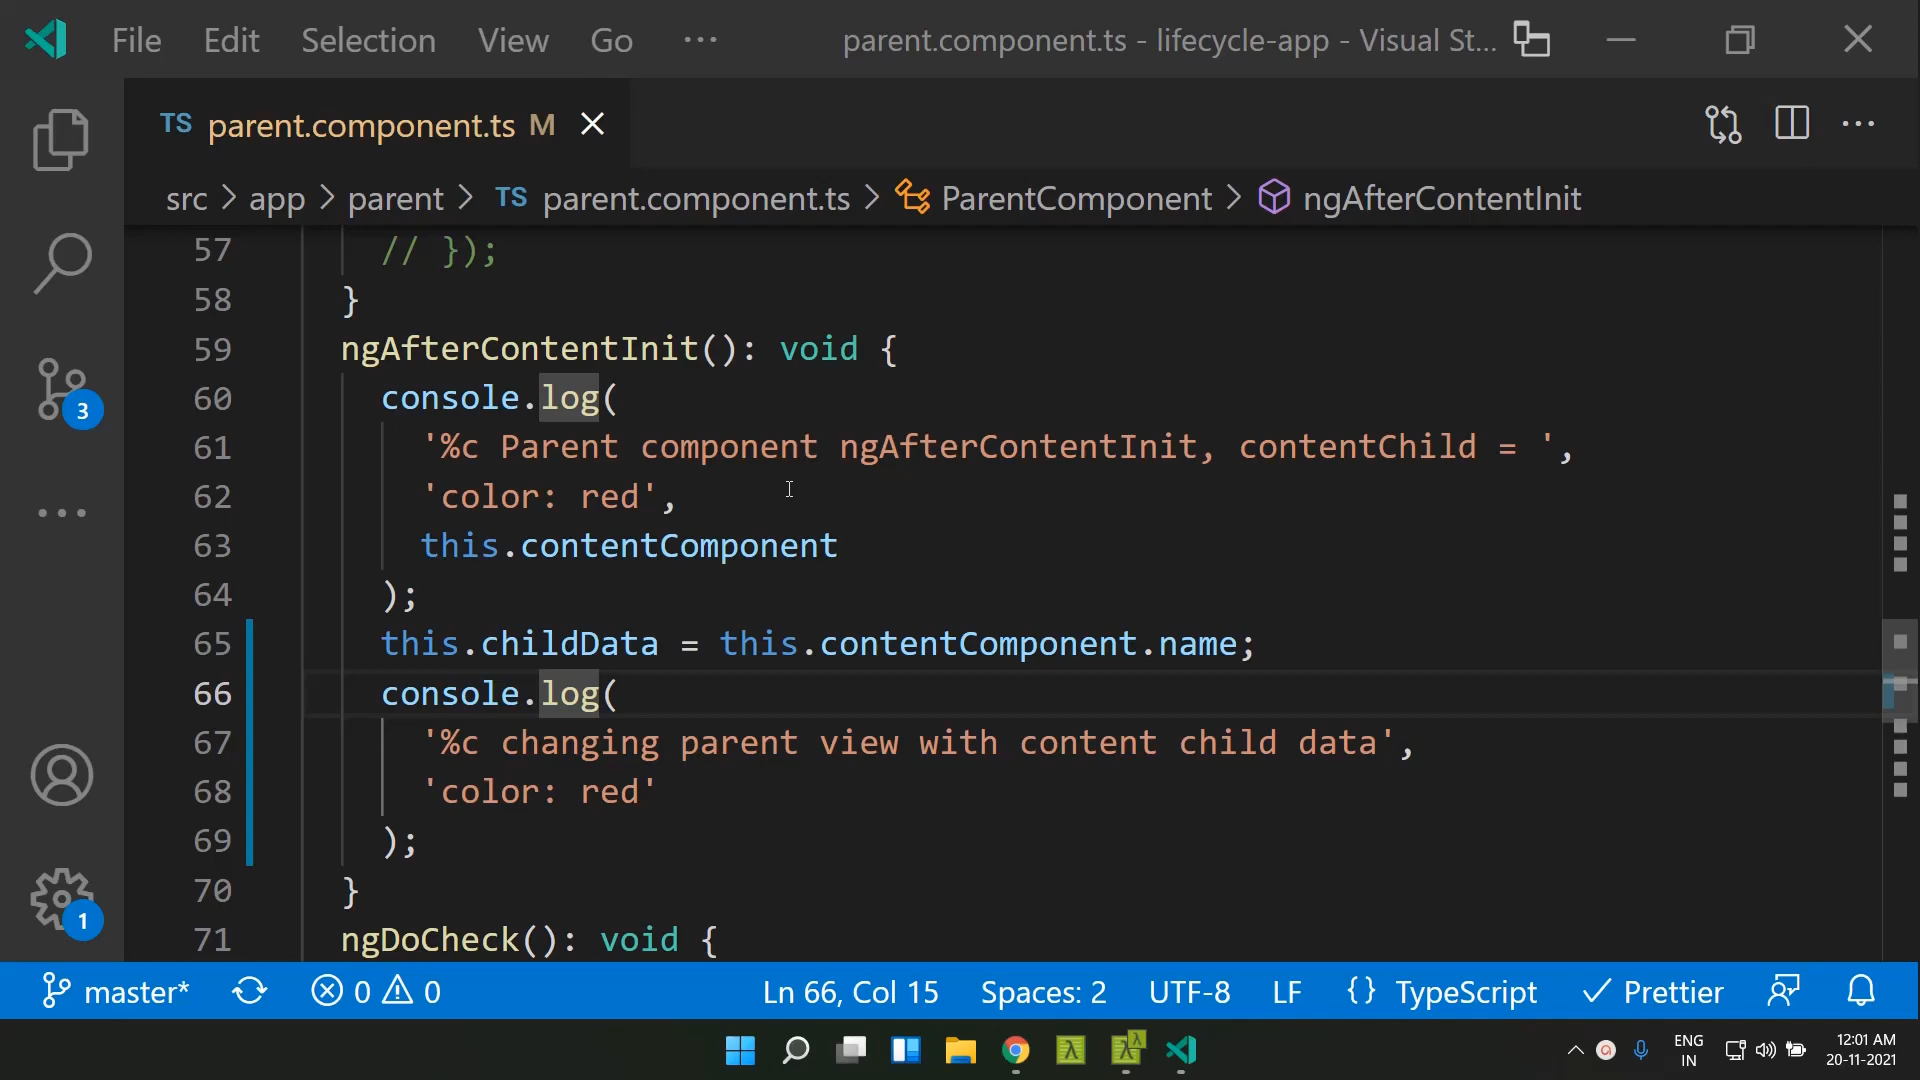 File Edit Selection View Go ··· parent.component.ts - lifecycle-app - Visual St...
TS parent.component.ts M
src > app > parent > TS parent.component.ts > ParentComponent > ngAfterContentInit
57 // });
58 }
59 ngAfterContentInit(): void {
60 console.log(
61 '%c Parent component ngAfterContentInit, contentChild = ',
62 'color: red',
63 this.contentComponent
64 );
65 this.childData = this.contentComponent.name;
66 console.log(
67 '%c changing parent view with content child data',
68 'color: red'
69 );
70 }
71 ngDoCheck(): void {
3
1
master* 0 0 Ln 66, Col 15 Spaces: 2 UTF-8 LF {} TypeScript Prettier
ENG
IN
12:01 AM
20-11-2021